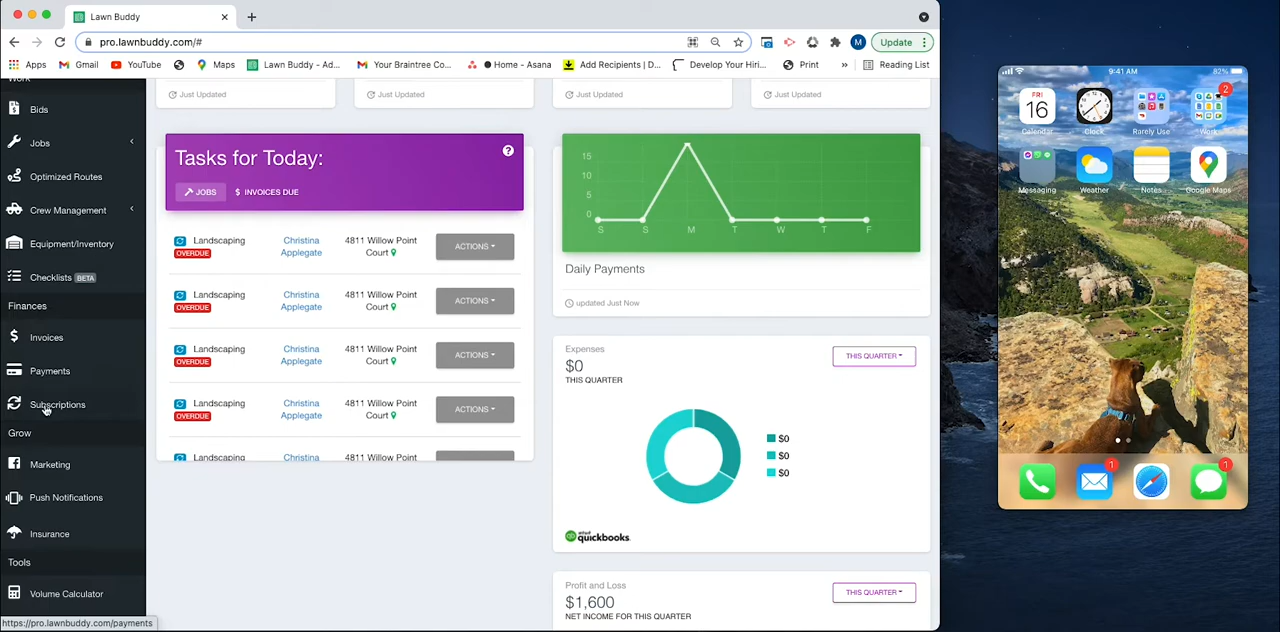 Lawn Buddy
pro.lawnbuddy.com/#
M
Update
Apps
Gmail
YouTube
Maps
Lawn Buddy - Ad...
Your Braintree Co...
Home - Asana
Add Recipients | D...
Develop Your Hiri...
Print
»
Reading List
Work
Bids
Jobs
Optimized Routes
Crew Management
Equipment/Inventory
Checklists BETA
Finances
Invoices
Payments
Subscriptions
Grow
Marketing
Push Notifications
Insurance
Tools
Volume Calculator
https://pro.lawnbuddy.com/payments
Just Updated
Just Updated
Just Updated
Just Updated
Tasks for Today:
?
JOBS
$ INVOICES DUE
Landscaping
OVERDUE
Christina
Applegate
4811 Willow Point
Court
ACTIONS
Landscaping
OVERDUE
Christina
Applegate
4811 Willow Point
Court
ACTIONS
Landscaping
OVERDUE
Christina
Applegate
4811 Willow Point
Court
ACTIONS
Landscaping
OVERDUE
Christina
Applegate
4811 Willow Point
Court
ACTIONS
Landscaping
Christina
4811 Willow Point
15
10
5
0
S S M T W T F
Daily Payments
updated Just Now
Expenses
$0
THIS QUARTER
THIS QUARTER
$0
$0
$0
intuit
quickbooks.
Profit and Loss
$1,600
NET INCOME FOR THIS QUARTER
THIS QUARTER
9:41 AM
82%
FRI
16
2
Calendar
Clock
Rarely Use
Work
Messaging
Weather
Notes
Google Maps
1
1